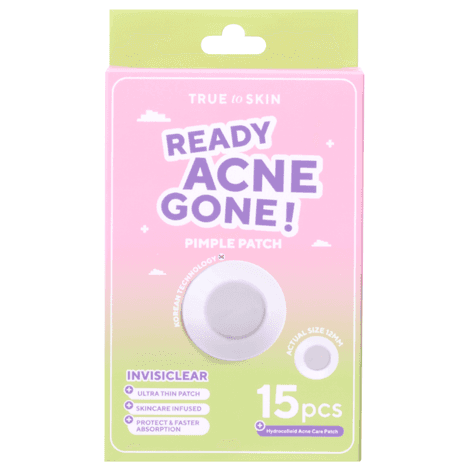 TRUE to SKIN
READY
ACNE
GONE!
PIMPLE PATCH
KOREAN TECHNOLOGY
ACTUAL SIZE 12MM
INVISICLEAR
ULTRA THIN PATCH
SKINCARE INFUSED
PROTECT & FASTER
ABSORPTION
15pcs
Hydrocolloid Acne Care Patch